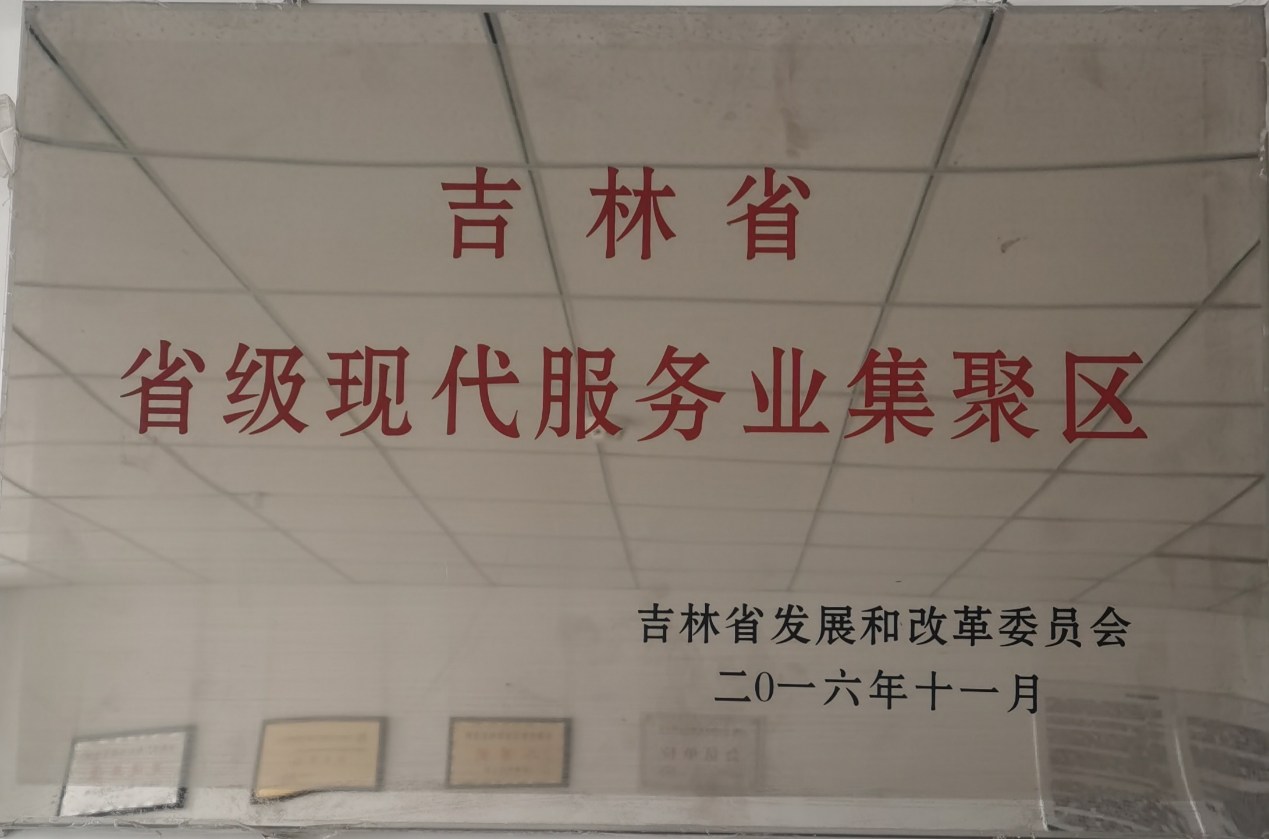 吉林省
省级现代服务业集聚区
吉林省发展和改革委员会
二0一六年十一月